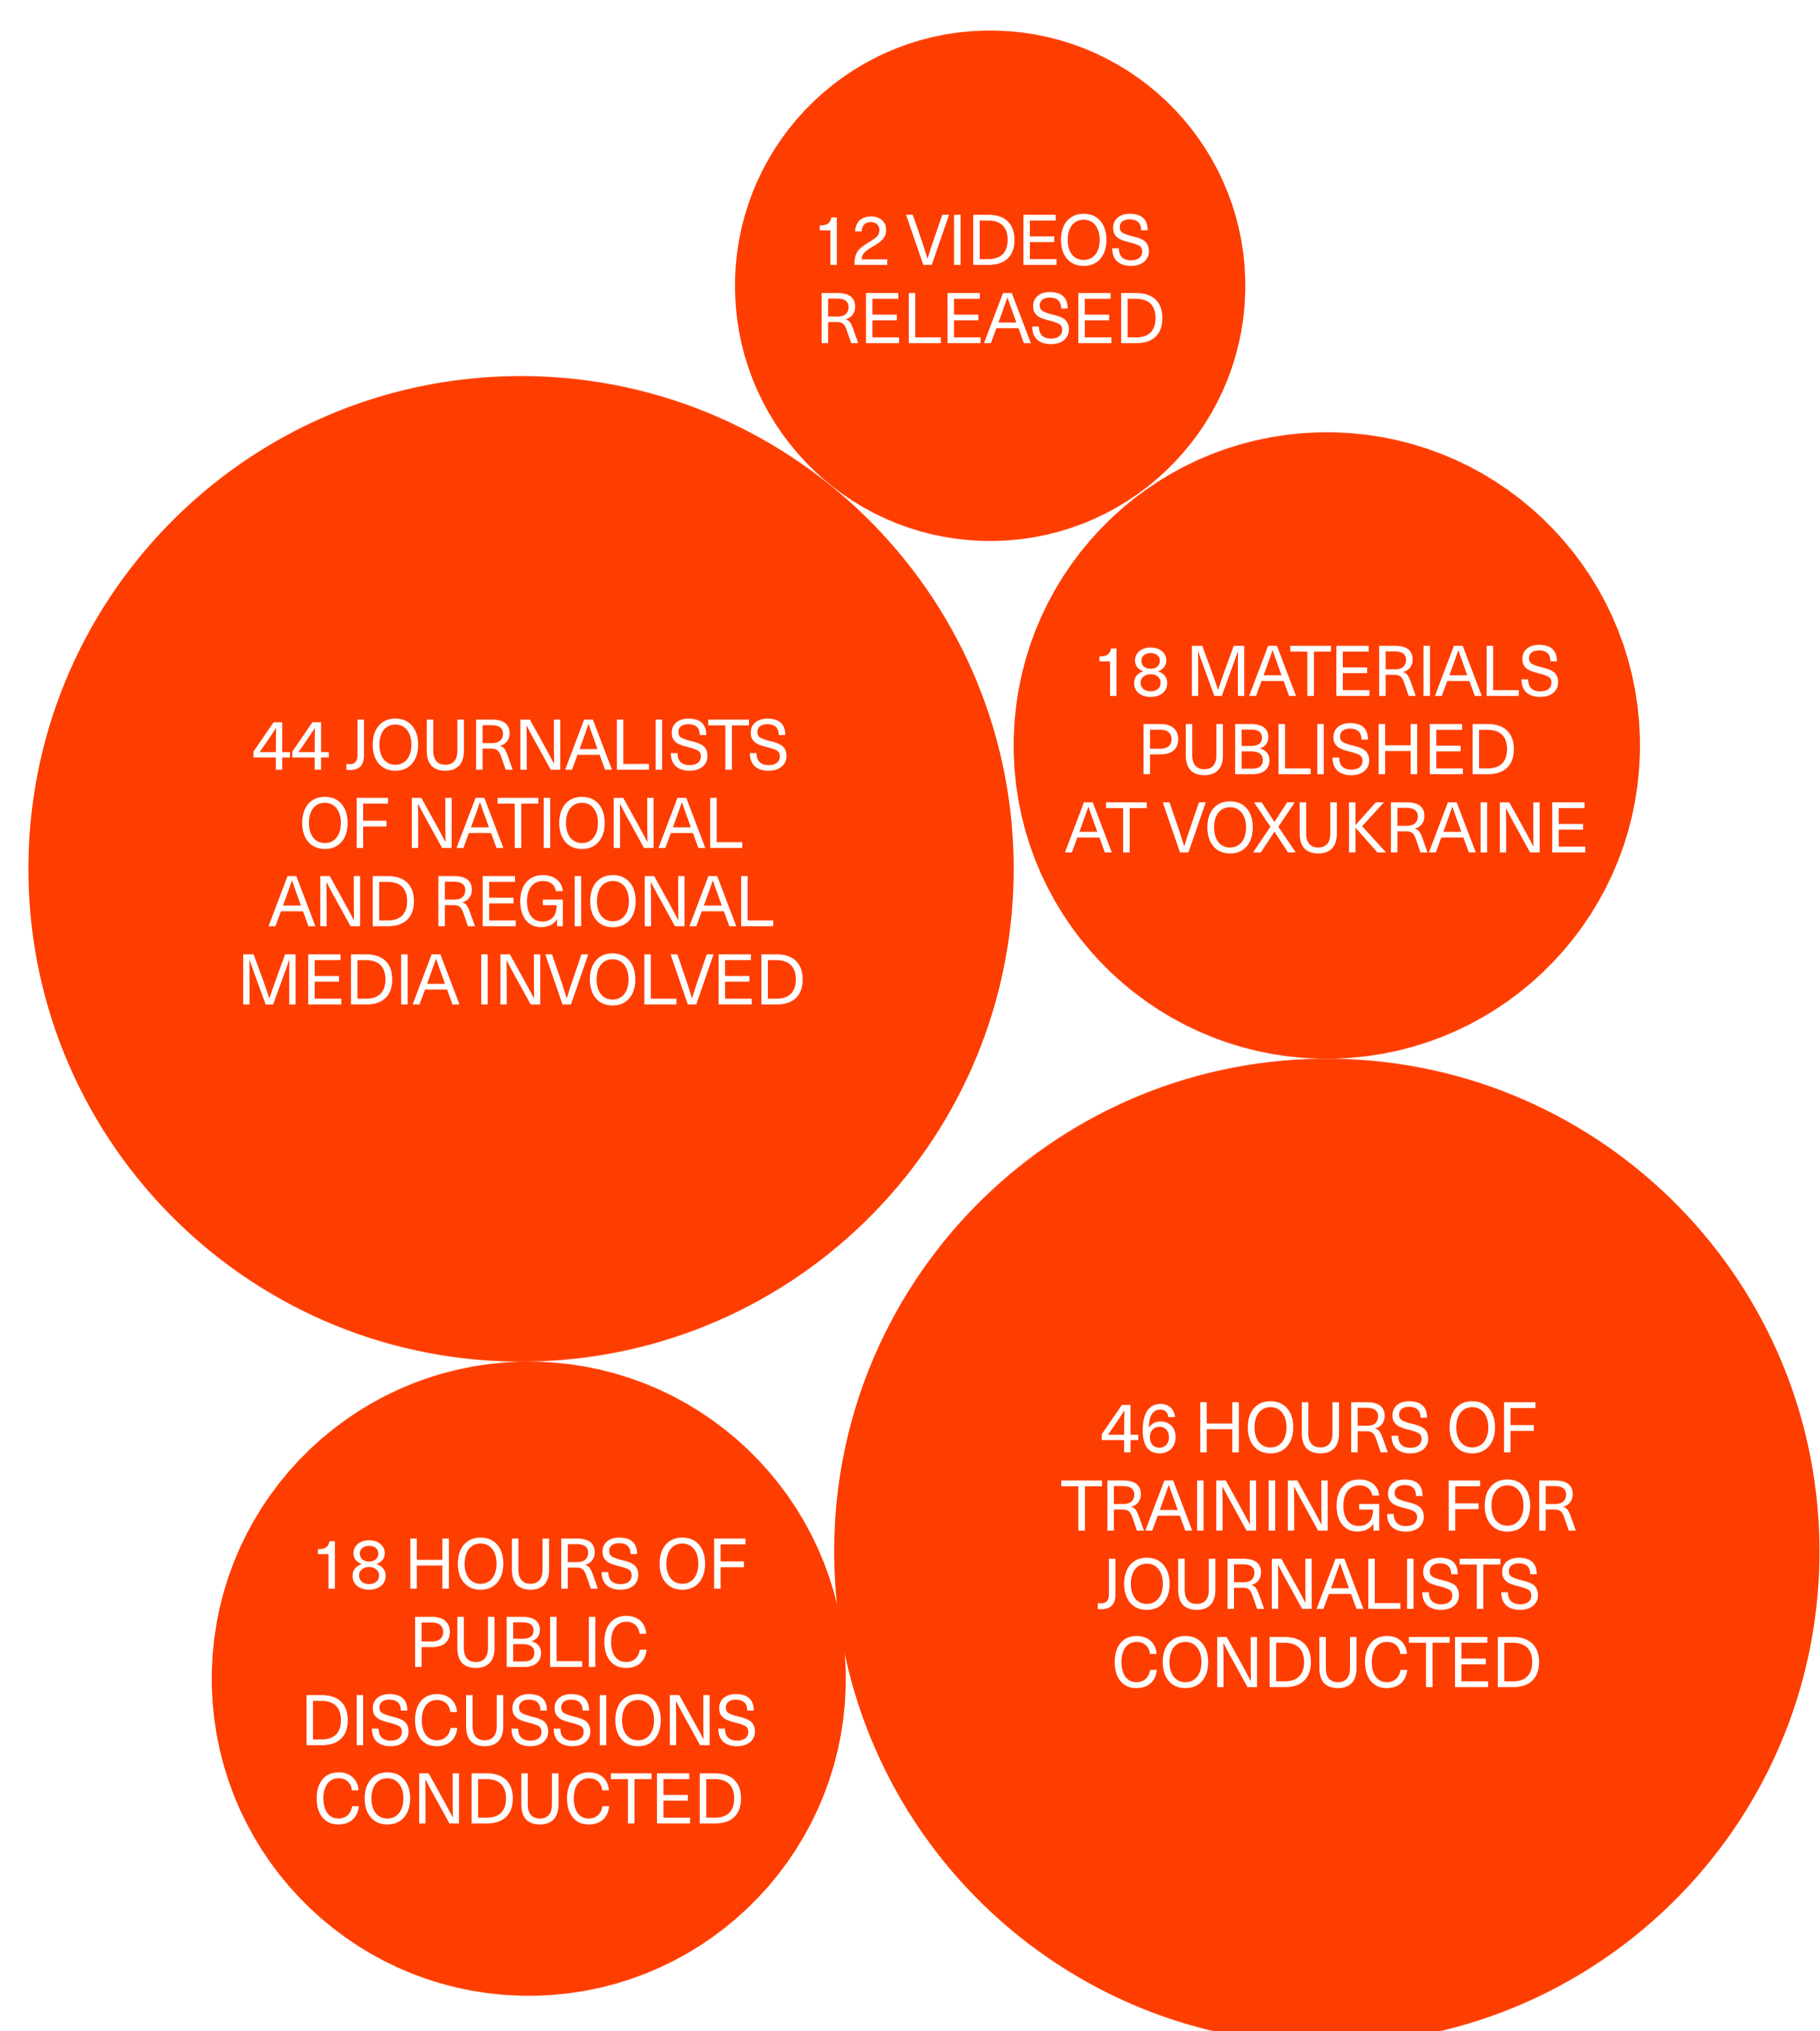 12 VIDEOS
RELEASED
44 JOURNALISTS
OF NATIONAL
AND REGIONAL
MEDIA INVOLVED
18 MATERIALS
PUBLISHED
AT VOXUKRAINE
18 HOURS OF
PUBLIC
DISCUSSIONS
CONDUCTED
46 HOURS OF
TRAININGS FOR
JOURNALISTS
CONDUCTED